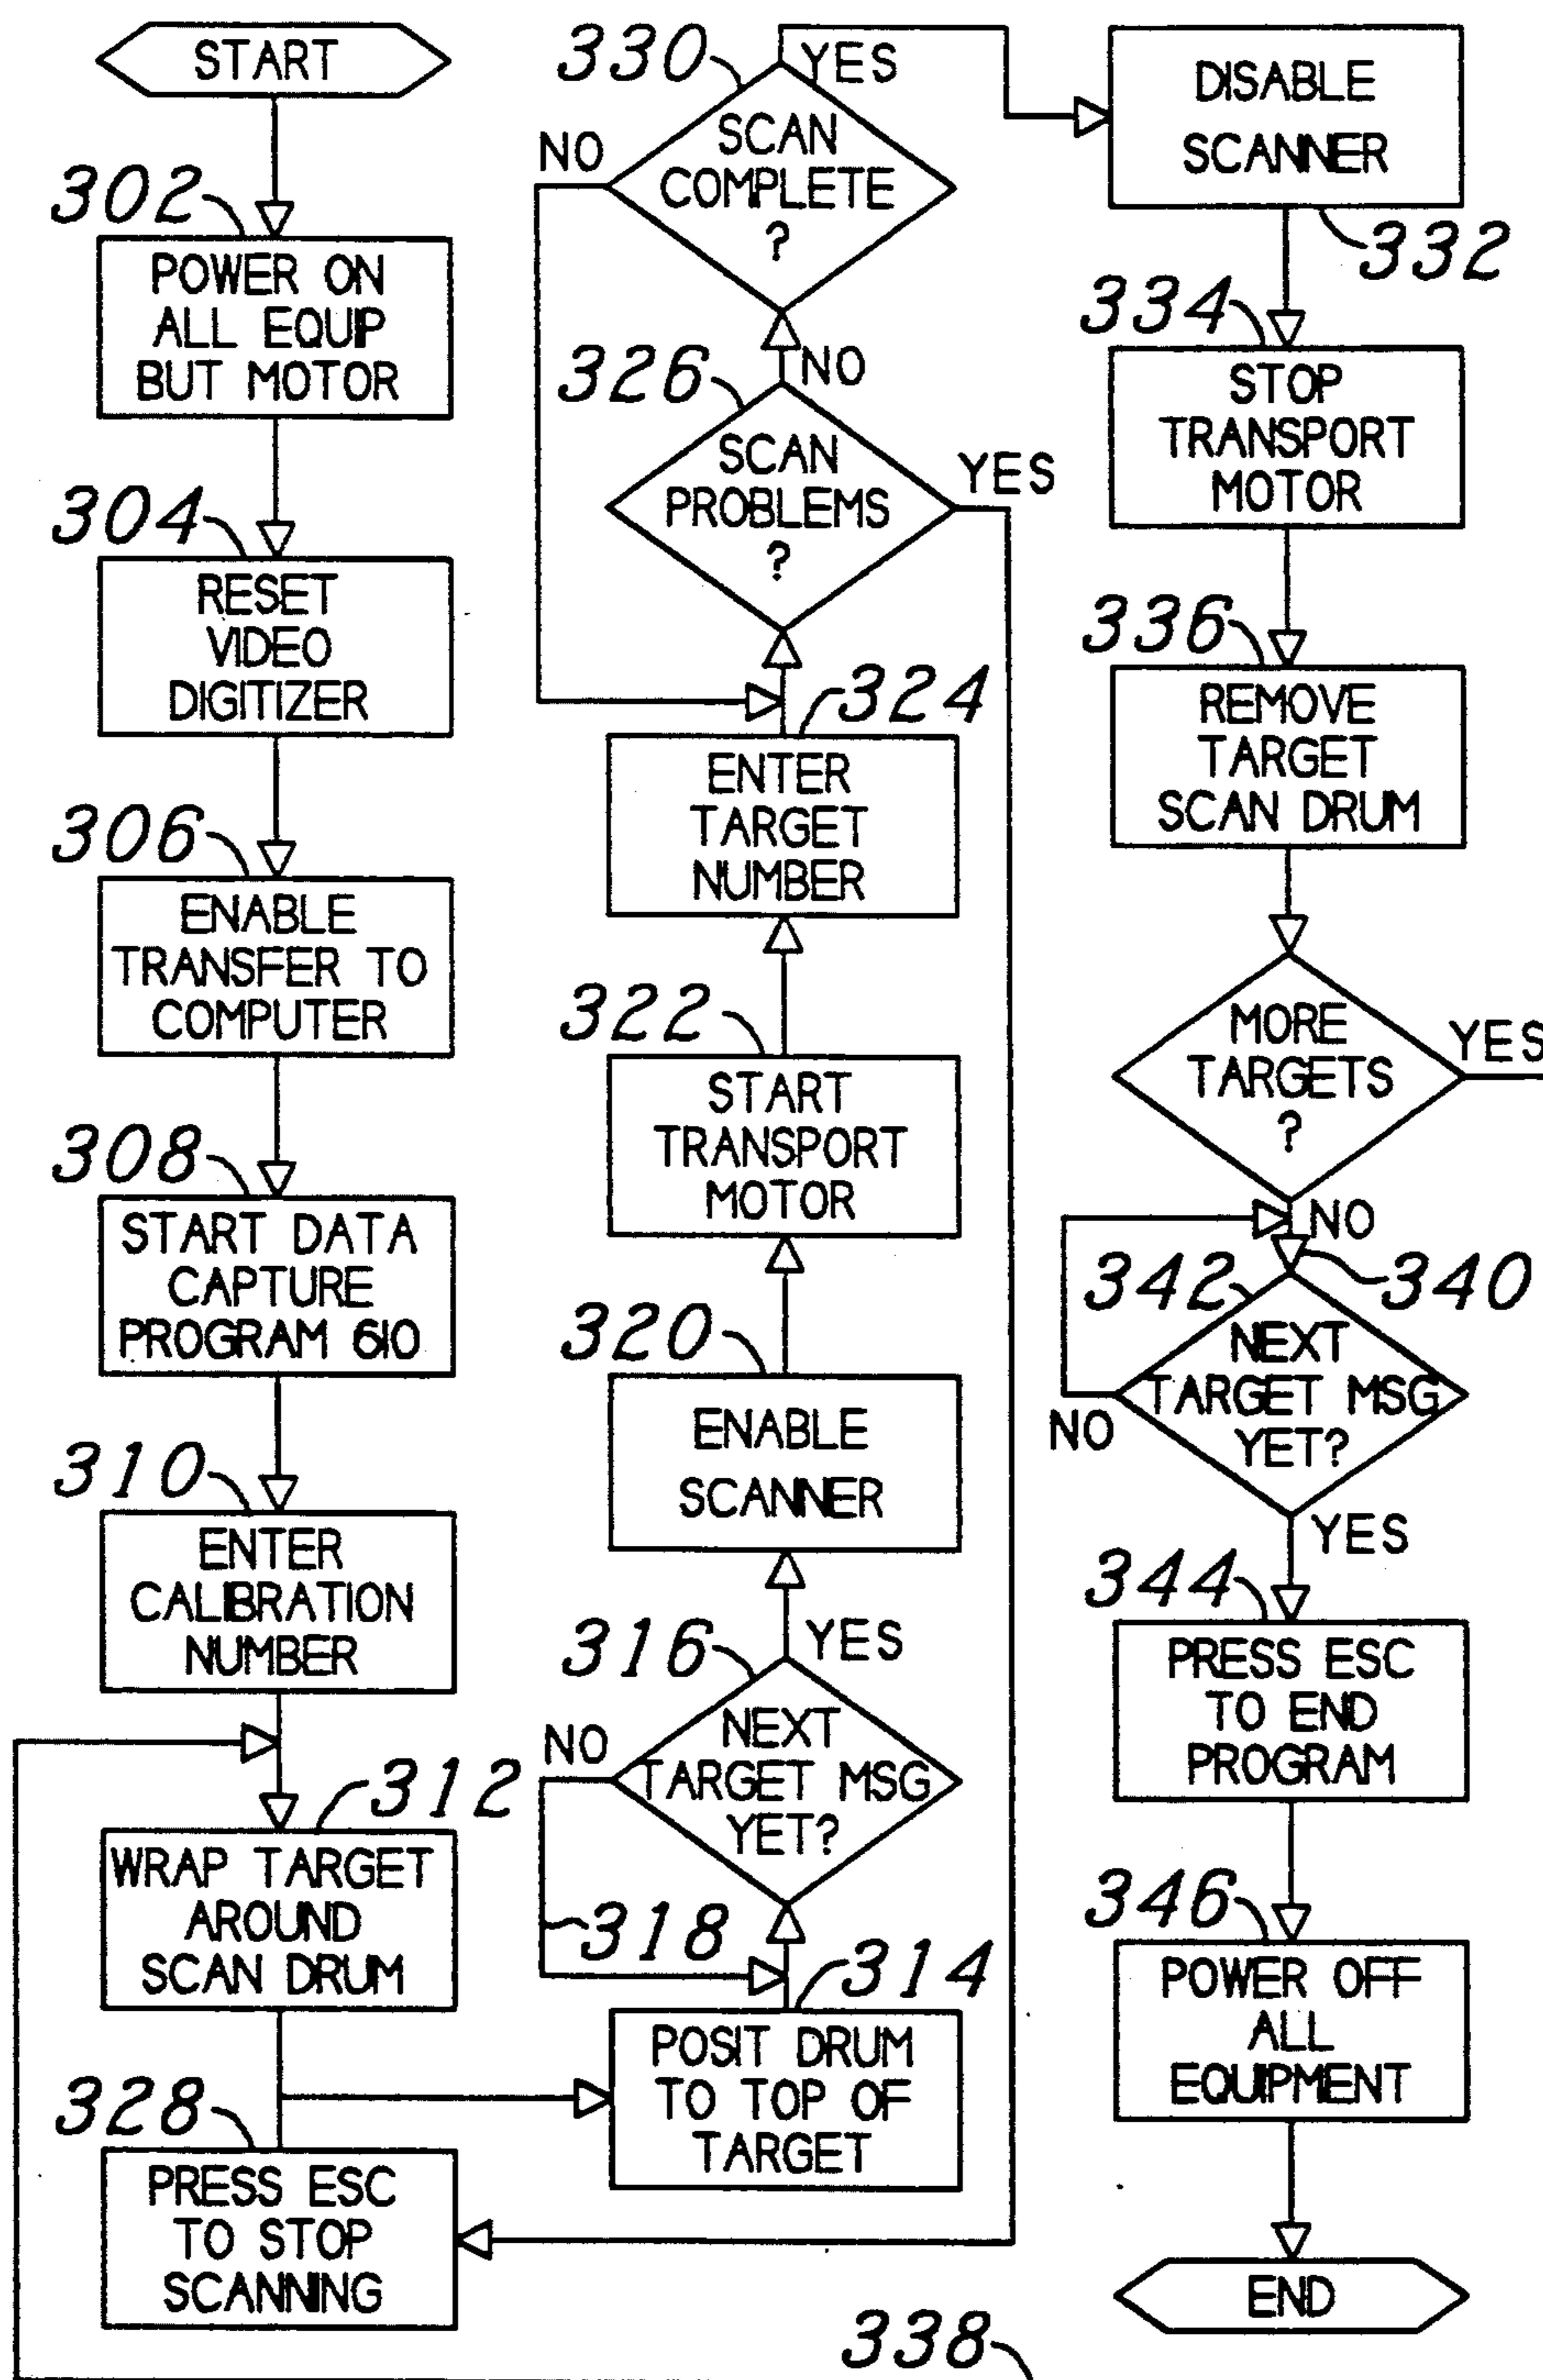 START
302
POWER ON
ALL EQUIP
BUT MOTOR
304
RESET
VIDEO
DIGITIZER
306
ENABLE
TRANSFER TO
COMPUTER
308
START DATA
CAPTURE
PROGRAM 610
310
ENTER
CALIBRATION
NUMBER
312
WRAP TARGET
AROUND
SCAN DRUM
328
PRESS ESC
TO STOP
SCANNING
330
YES
NO
SCAN
COMPLETE
?
326
NO
SCAN
PROBLEMS
?
YES
324
ENTER
TARGET
NUMBER
322
START
TRANSPORT
MOTOR
320
ENABLE
SCANNER
316
YES
NO
NEXT
TARGET MSG
YET?
318
314
POSIT DRUM
TO TOP OF
TARGET
DISABLE
SCANNER
332
334
STOP
TRANSPORT
MOTOR
336
REMOVE
TARGET
SCAN DRUM
MORE
TARGETS
?
YES
NO
340
342
NEXT
TARGET MSG
YET?
NO
YES
344
PRESS ESC
TO END
PROGRAM
346
POWER OFF
ALL
EQUIPMENT
END
338